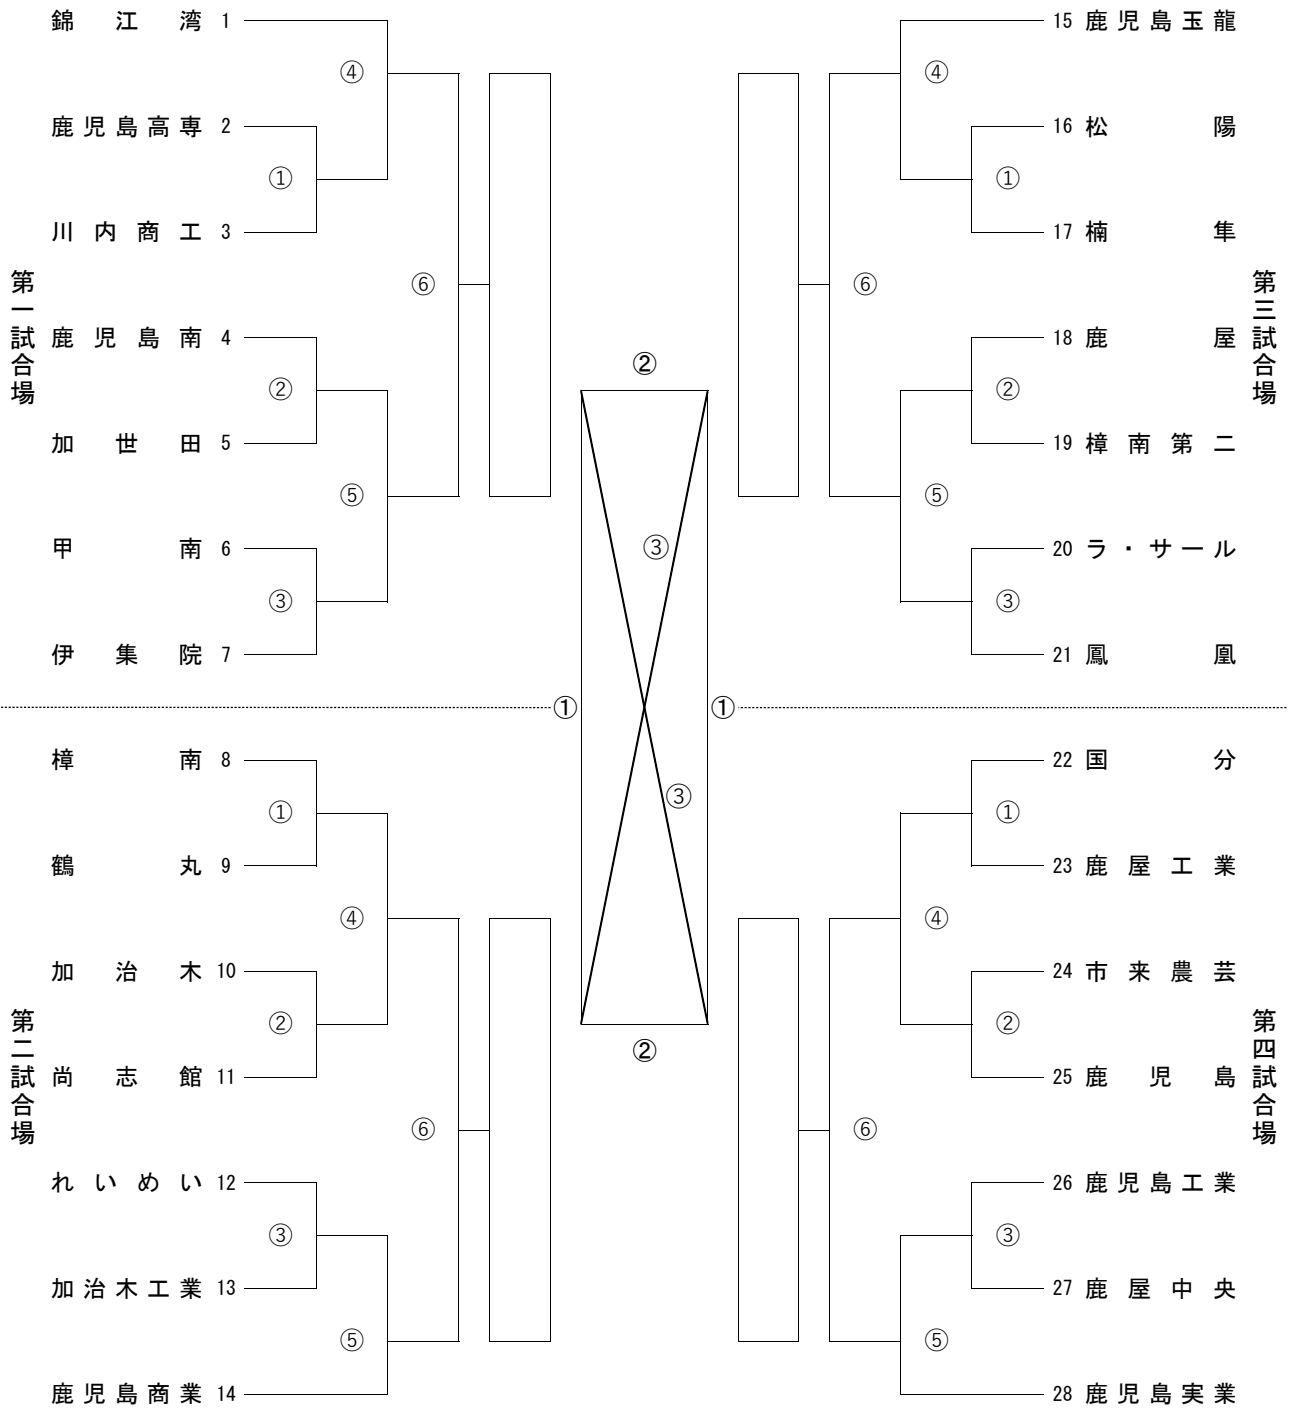 第一試合場
錦江湾 1
④
鹿児島高専 2
①
川内商工 3
⑥
鹿児島南 4
②
加世田 5
⑤
甲南 6
③
伊集院 7
第二試合場
樟南 8
①
鶴丸 9
④
加治木 10
②
尚志館 11
⑥
れいめい 12
③
加治木工業 13
⑤
鹿児島商業 14
②
③
① ①
③
②
第三試合場
15 鹿児島玉龍
④
16 松陽
①
17 楠隼
⑥
18 鹿屋
②
19 樟南第二
⑤
20 ラ・サール
③
21 鳳凰
第四試合場
22 国分
①
23 鹿屋工業
④
24 市来農芸
②
25 鹿児島
⑥
26 鹿児島工業
③
27 鹿屋中央
⑤
28 鹿児島実業